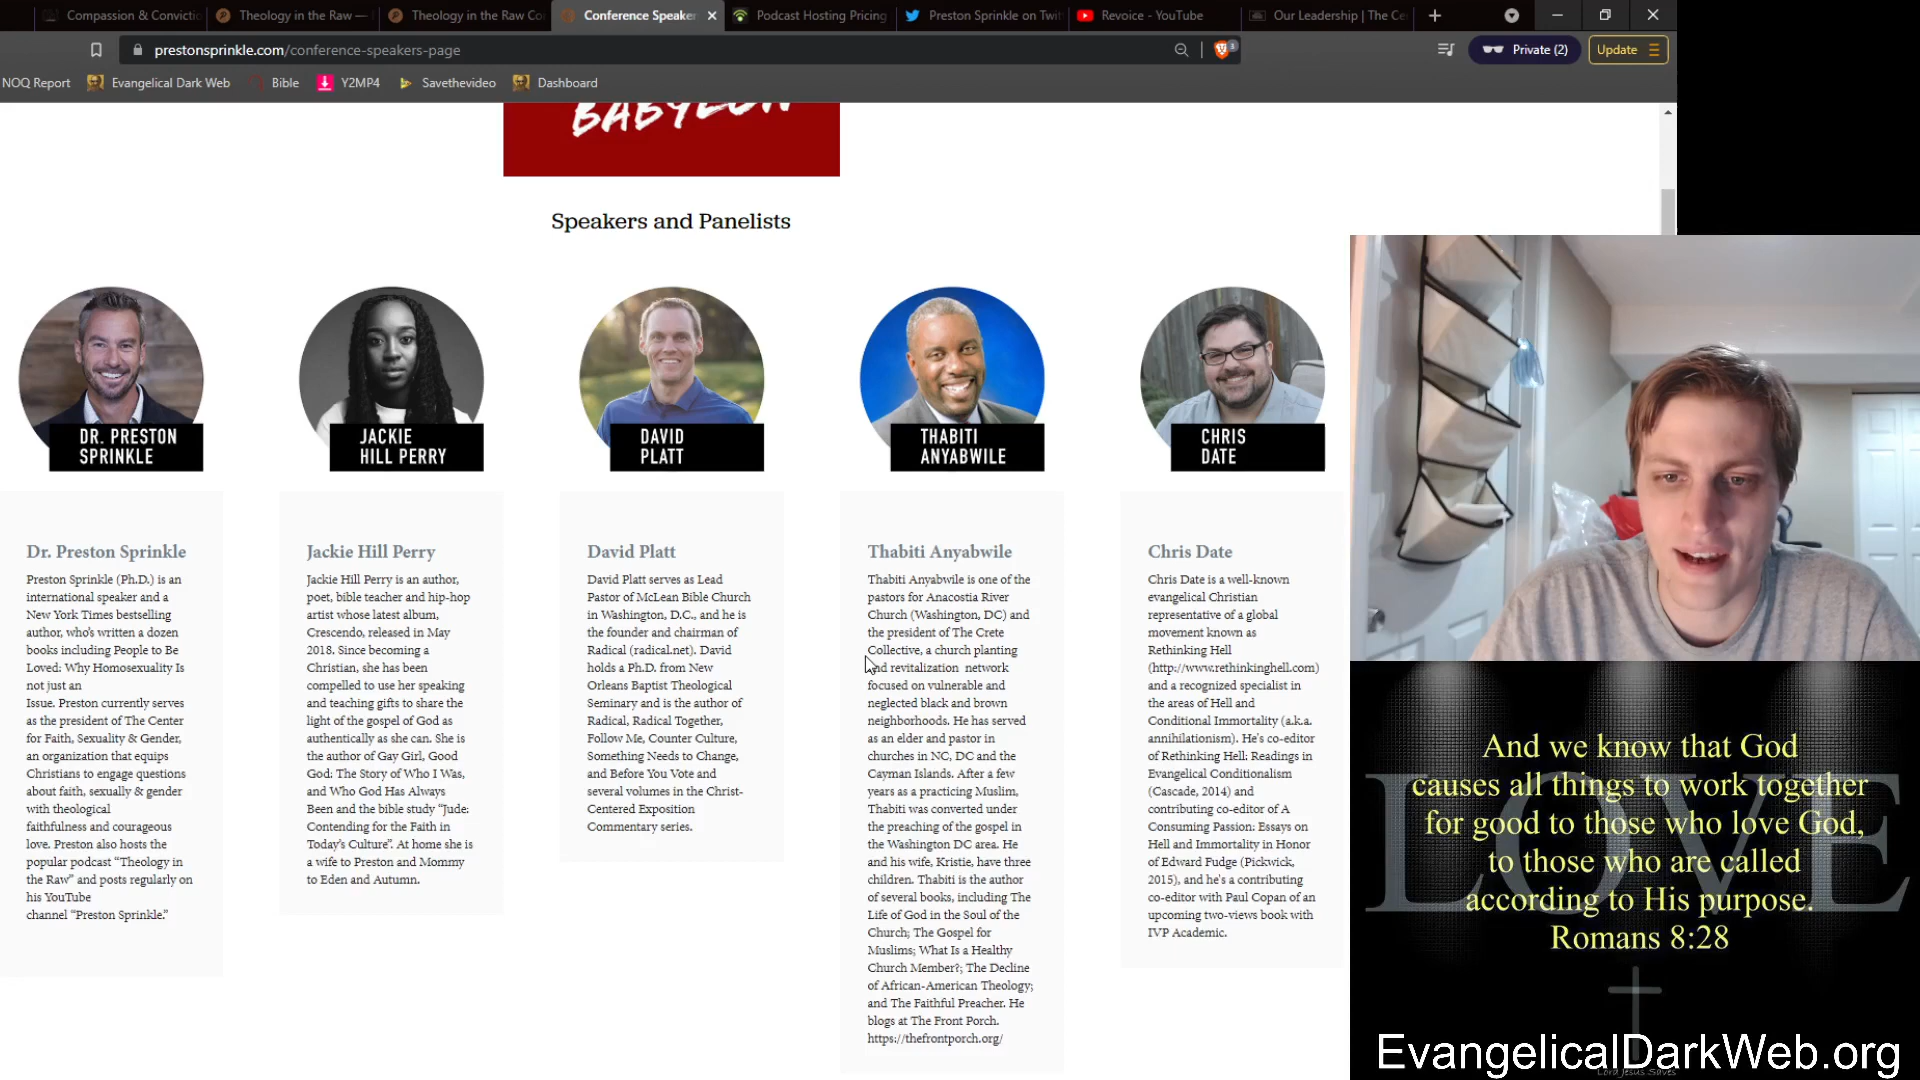 Compassion & Convictio
Theology in the Raw —
Theology in the Raw Co
Conference Speaker
Podcast Hosting Pricing
Preston Sprinkle on Twit
Revoice - YouTube
Our Leadership | The Ce
prestonsprinkle.com/conference-speakers-page
3
Private (2)
Update
NOQ Report
Evangelical Dark Web
Bible
Y2MP4
Savethevideo
Dashboard
BABYLON
Speakers and Panelists
DR. PRESTON
SPRINKLE
JACKIE
HILL PERRY
DAVID
PLATT
THABITI
ANYABWILE
CHRIS
DATE
Dr. Preston Sprinkle
Preston Sprinkle (Ph.D.) is an
international speaker and a
New York Times bestselling
author, who's written a dozen
books including People to Be
Loved: Why Homosexuality Is
not just an
Issue. Preston currently serves
as the president of The Center
for Faith, Sexuality & Gender,
an organization that equips
Christians to engage questions
about faith, sexually & gender
with theological
faithfulness and courageous
love. Preston also hosts the
popular podcast “Theology in
the Raw” and posts regularly on
his YouTube
channel “Preston Sprinkle.”
Jackie Hill Perry
Jackie Hill Perry is an author,
poet, bible teacher and hip-hop
artist whose latest album,
Crescendo, released in May
2018. Since becoming a
Christian, she has been
compelled to use her speaking
and teaching gifts to share the
light of the gospel of God as
authentically as she can. She is
the author of Gay Girl, Good
God: The Story of Who I Was,
and Who God Has Always
Been and the bible study “Jude:
Contending for the Faith in
Today's Culture”. At home she is
a wife to Preston and Mommy
to Eden and Autumn.
David Platt
David Platt serves as Lead
Pastor of McLean Bible Church
in Washington, D.C., and he is
the founder and chairman of
Radical (radical.net). David
holds a Ph.D. from New
Orleans Baptist Theological
Seminary and is the author of
Radical, Radical Together,
Follow Me, Counter Culture,
Something Needs to Change,
and Before You Vote and
several volumes in the Christ-
Centered Exposition
Commentary series.
Thabiti Anyabwile
Thabiti Anyabwile is one of the
pastors for Anacostia River
Church (Washington, DC) and
the president of The Crete
Collective, a church planting
and revitalization network
focused on vulnerable and
neglected black and brown
neighborhoods. He has served
as an elder and pastor in
churches in NC, DC and the
Cayman Islands. After a few
years as a practicing Muslim,
Thabiti was converted under
the preaching of the gospel in
the Washington DC area. He
and his wife, Kristie, have three
children. Thabiti is the author
of several books, including The
Life of God in the Soul of the
Church; The Gospel for
Muslims; What Is a Healthy
Church Member?; The Decline
of African-American Theology;
and The Faithful Preacher. He
blogs at The Front Porch.
https://thefrontporch.org/
Chris Date
Chris Date is a well-known
evangelical Christian
representative of a global
movement known as
Rethinking Hell
(http://www.rethinkinghell.com)
and a recognized specialist in
the areas of Hell and
Conditional Immortality (a.k.a.
annihilationism). He's co-editor
of Rethinking Hell: Readings in
Evangelical Conditionalism
(Cascade, 2014) and
contributing co-editor of A
Consuming Passion: Essays on
Hell and Immortality in Honor
of Edward Fudge (Pickwick,
2015), and he's a contributing
co-editor with Paul Copan of an
upcoming two-views book with
IVP Academic.
LOVE
And we know that God
causes all things to work together
for good to those who love God,
to those who are called
according to His purpose.
Romans 8:28
EvangelicalDarkWeb.org
Lord Jesus Saves